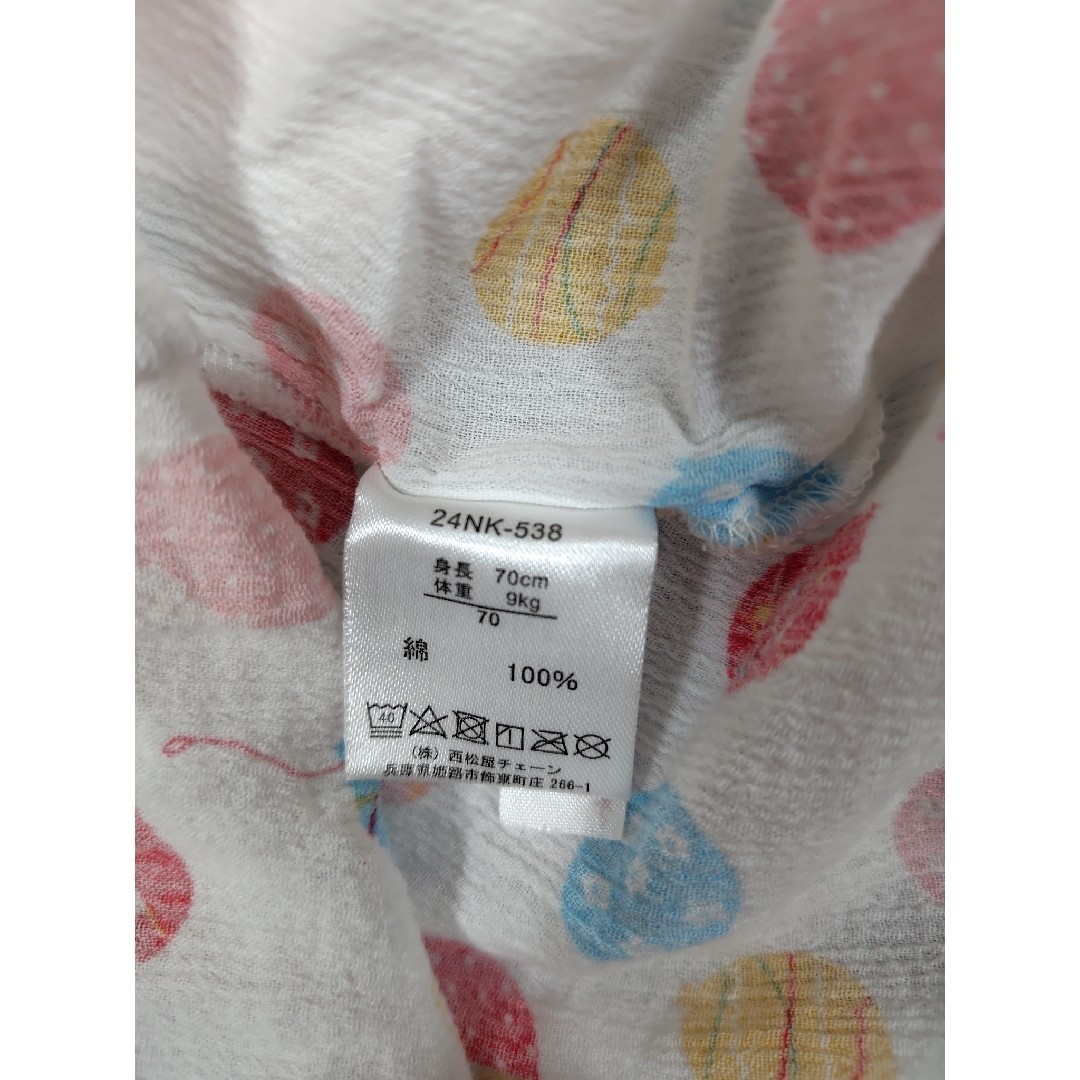 24NK-538
身長 70cm
体重 9kg
70
綿
100%
40
(株) 西松屋チェーン
兵庫県姫路市飾東町庄 266-1